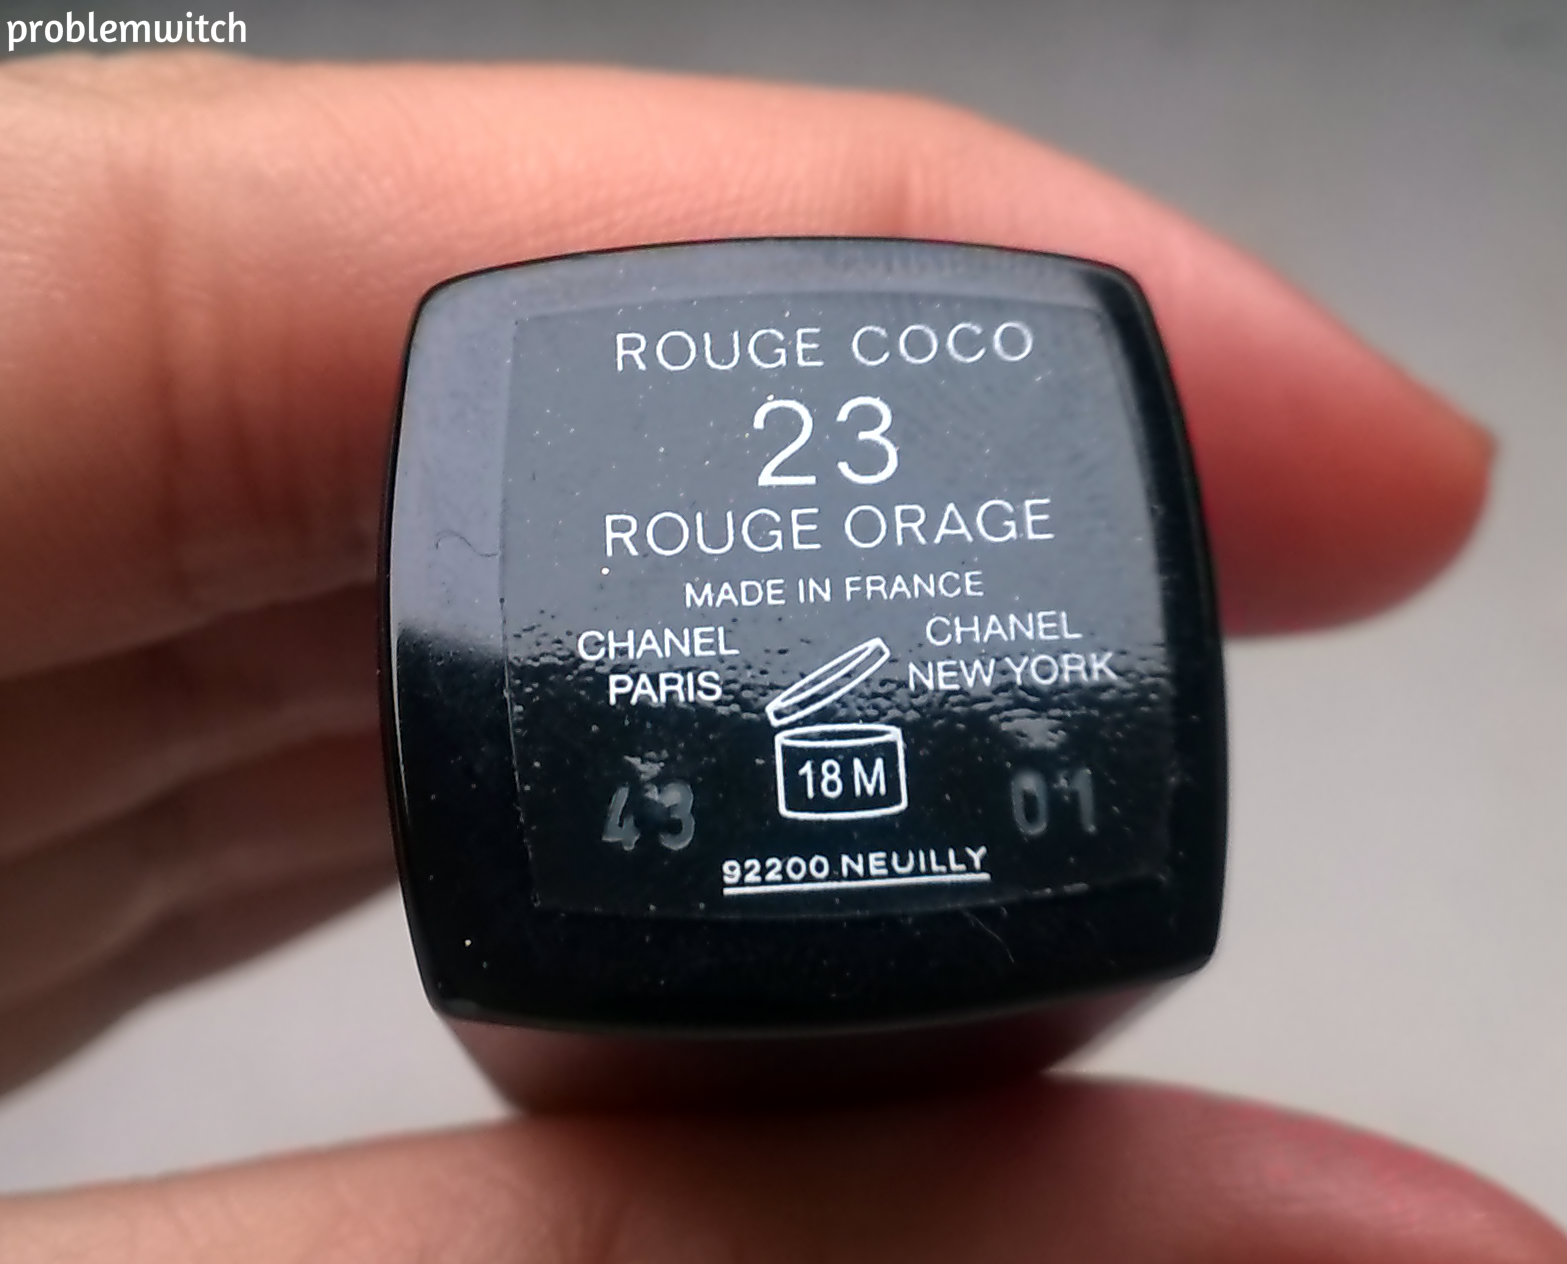 problemwitch
ROUGE COCO
23
ROUGE ORAGE
MADE IN FRANCE
CHANEL
PARIS
CHANEL
NEW YORK
18 M
43
01
92200 NEUILLY